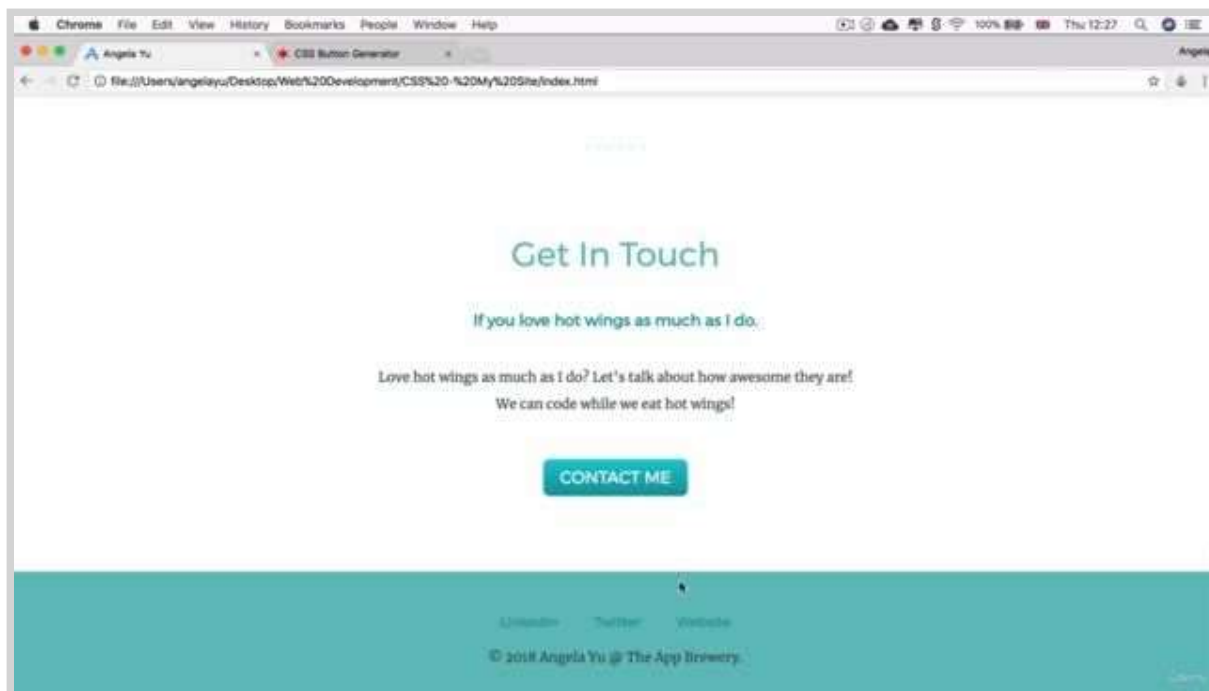 Chrome File Edit View History Bookmarks People Window Help 100% Thu 12:27
Angela Yu CSS Button Generator Angela
file:///Users/angelayu/Desktop/Web%20Development/CSS%20-%20My%20Site/index.html
Get In Touch
If you love hot wings as much as I do.
Love hot wings as much as I do? Let's talk about how awesome they are!
We can code while we eat hot wings!
CONTACT ME
LinkedIn Twitter Website
© 2018 Angela Yu @ The App Brewery.